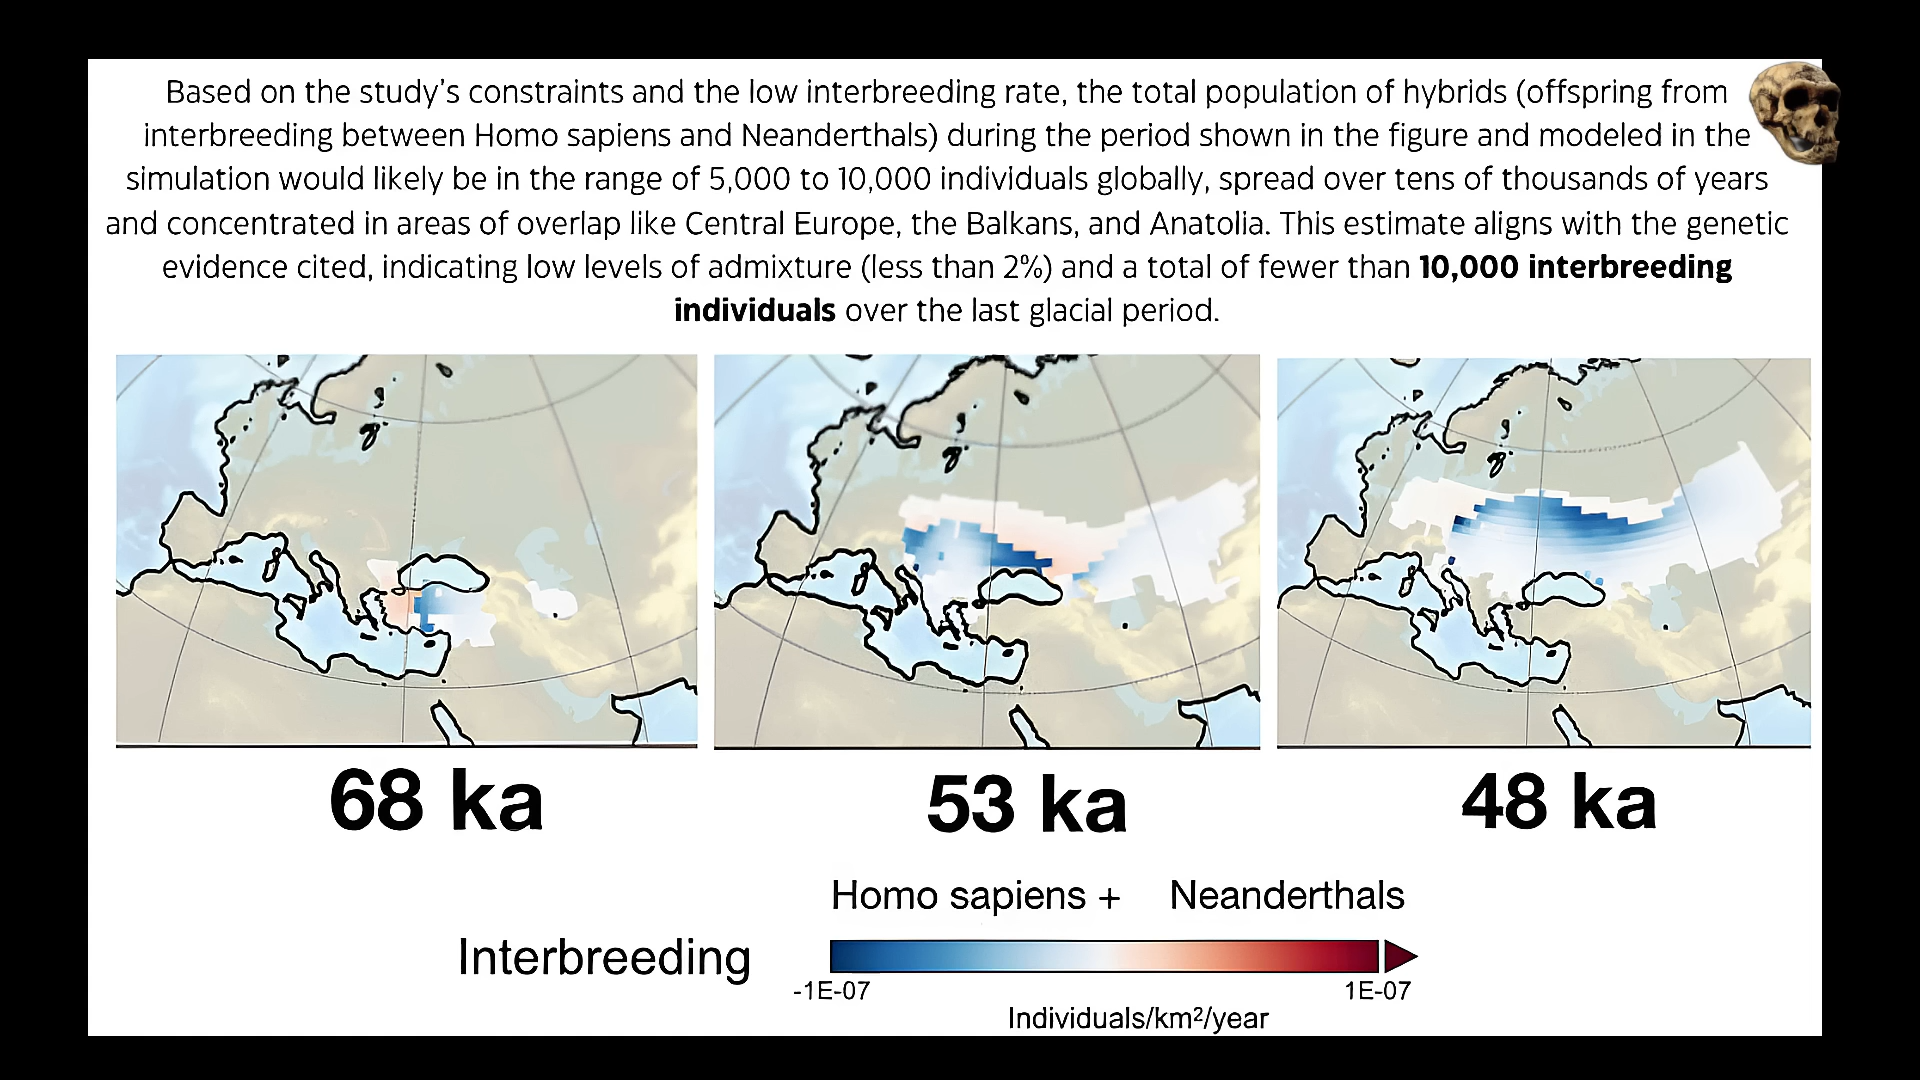 Based on the study's constraints and the low interbreeding rate, the total population of hybrids (offspring from
interbreeding between Homo sapiens and Neanderthals) during the period shown in the figure and modeled in the
simulation would likely be in the range of 5,000 to 10,000 individuals globally, spread over tens of thousands of years
and concentrated in areas of overlap like Central Europe, the Balkans, and Anatolia. This estimate aligns with the genetic
evidence cited, indicating low levels of admixture (less than 2%) and a total of fewer than 10,000 interbreeding
individuals over the last glacial period.
68 ka
53 ka
48 ka
Homo sapiens + Neanderthals
Interbreeding
-1E-07
1E-07
Individuals/km²/year